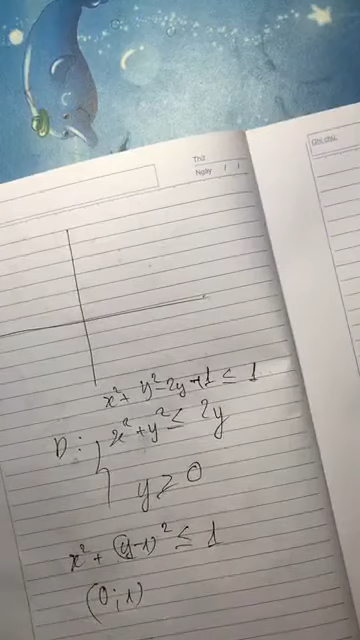 Thứ
Ngày / /
Ghi chú:
x² + y² - 2y + 1 ≤ 1
D: { x² + y² ≤ 2y
y ≥ 0
x² + (y-1)² ≤ 1
(0; 1)